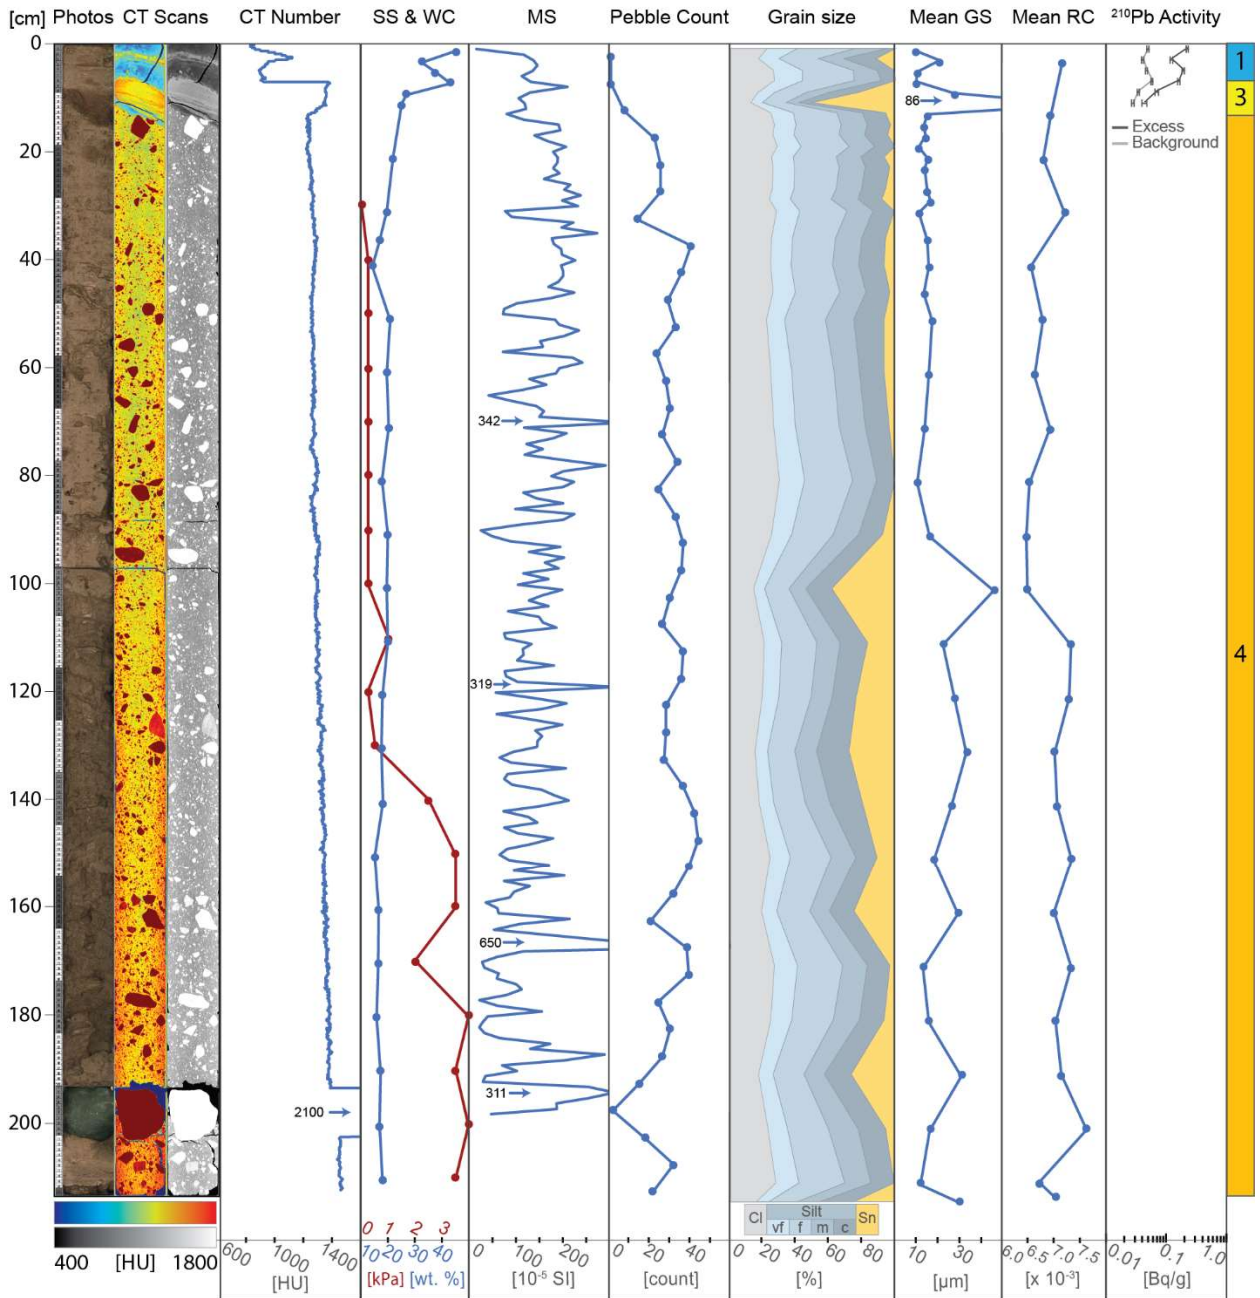 [cm] Photos CT Scans CT Number SS & WC MS Pebble Count Grain size Mean GS Mean RC ²¹⁰Pb Activity
0
1
3
86
Excess
Background
20
40
60
342
80
100
4
319
120
140
160
650
180
311
2100
200
Cl Silt Sn
vf f m c
0 1 2 3
400 [HU] 1800
600 1000 1400
[HU]
10 20 30 40
[kPa] [wt. %]
0 100 200
[10⁻⁵ SI]
0 20 40
[count]
0 20 40 60 80
[%]
10 30
[µm]
6.0 6.5 7.0 7.5
[x 10⁻³]
0.01 0.1 1.0
[Bq/g]